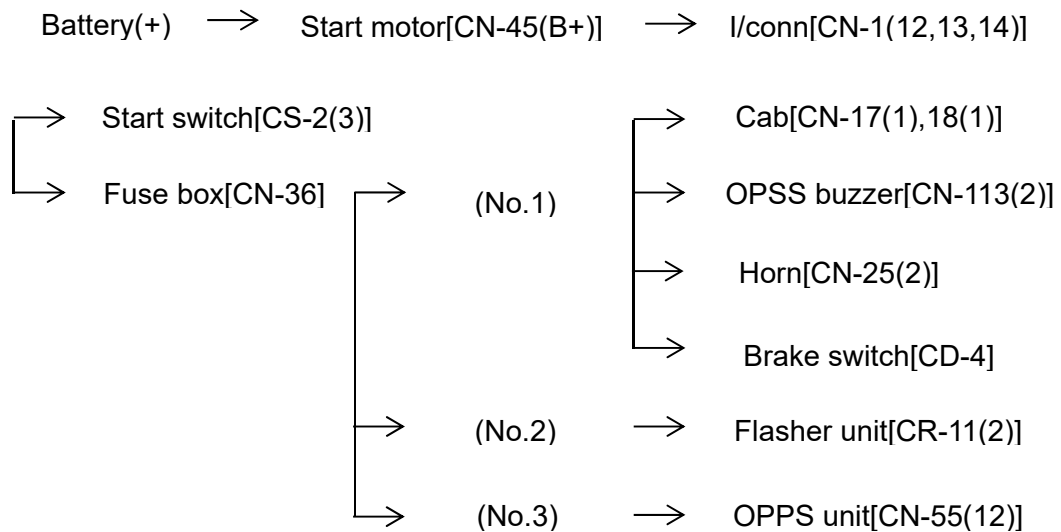 Battery(+) Start motor[CN-45(B+)] I/conn[CN-1(12,13,14)]
Start switch[CS-2(3)] Cab[CN-17(1),18(1)]
Fuse box[CN-36] (No.1) OPSS buzzer[CN-113(2)]
Horn[CN-25(2)]
Brake switch[CD-4]
(No.2) Flasher unit[CR-11(2)]
(No.3) OPPS unit[CN-55(12)]